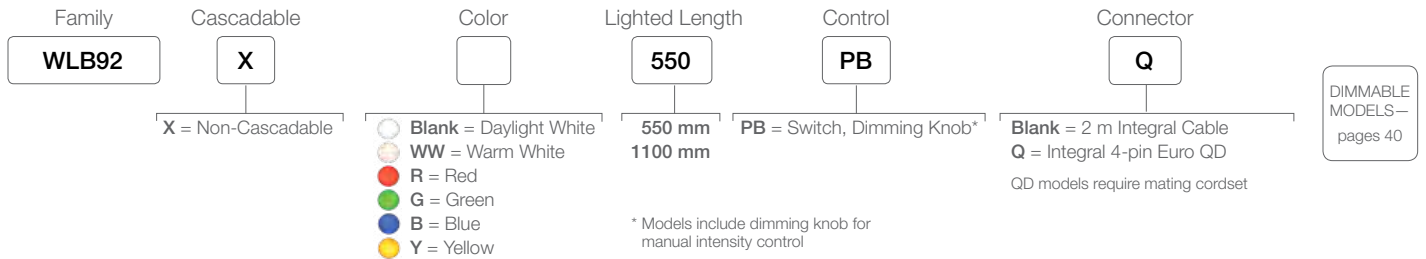 Family
Cascadable
Color
Lighted Length
Control
Connector
WLB92
X
550
PB
Q
X = Non-Cascadable
Blank = Daylight White
WW = Warm White
R = Red
G = Green
B = Blue
Y = Yellow
550 mm
1100 mm
PB = Switch, Dimming Knob*
* Models include dimming knob for
manual intensity control
Blank = 2 m Integral Cable
Q = Integral 4-pin Euro QD
QD models require mating cordset
DIMMABLE
MODELS—
pages 40